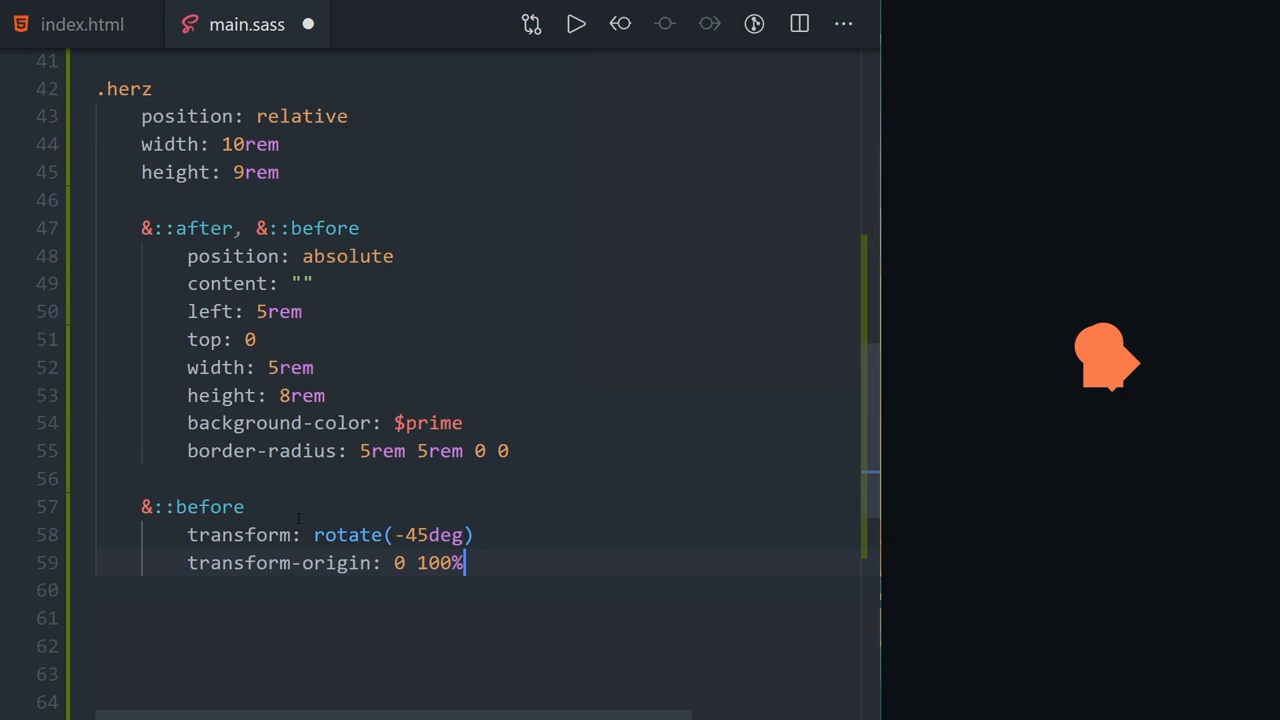 index.html
main.sass
41
42 .herz
43 position: relative
44 width: 10rem
45 height: 9rem
46
47 &::after, &::before
48 position: absolute
49 content: ""
50 left: 5rem
51 top: 0
52 width: 5rem
53 height: 8rem
54 background-color: $prime
55 border-radius: 5rem 5rem 0 0
56
57 &::before
58 transform: rotate(-45deg)
59 transform-origin: 0 100%
60
61
62
63
64